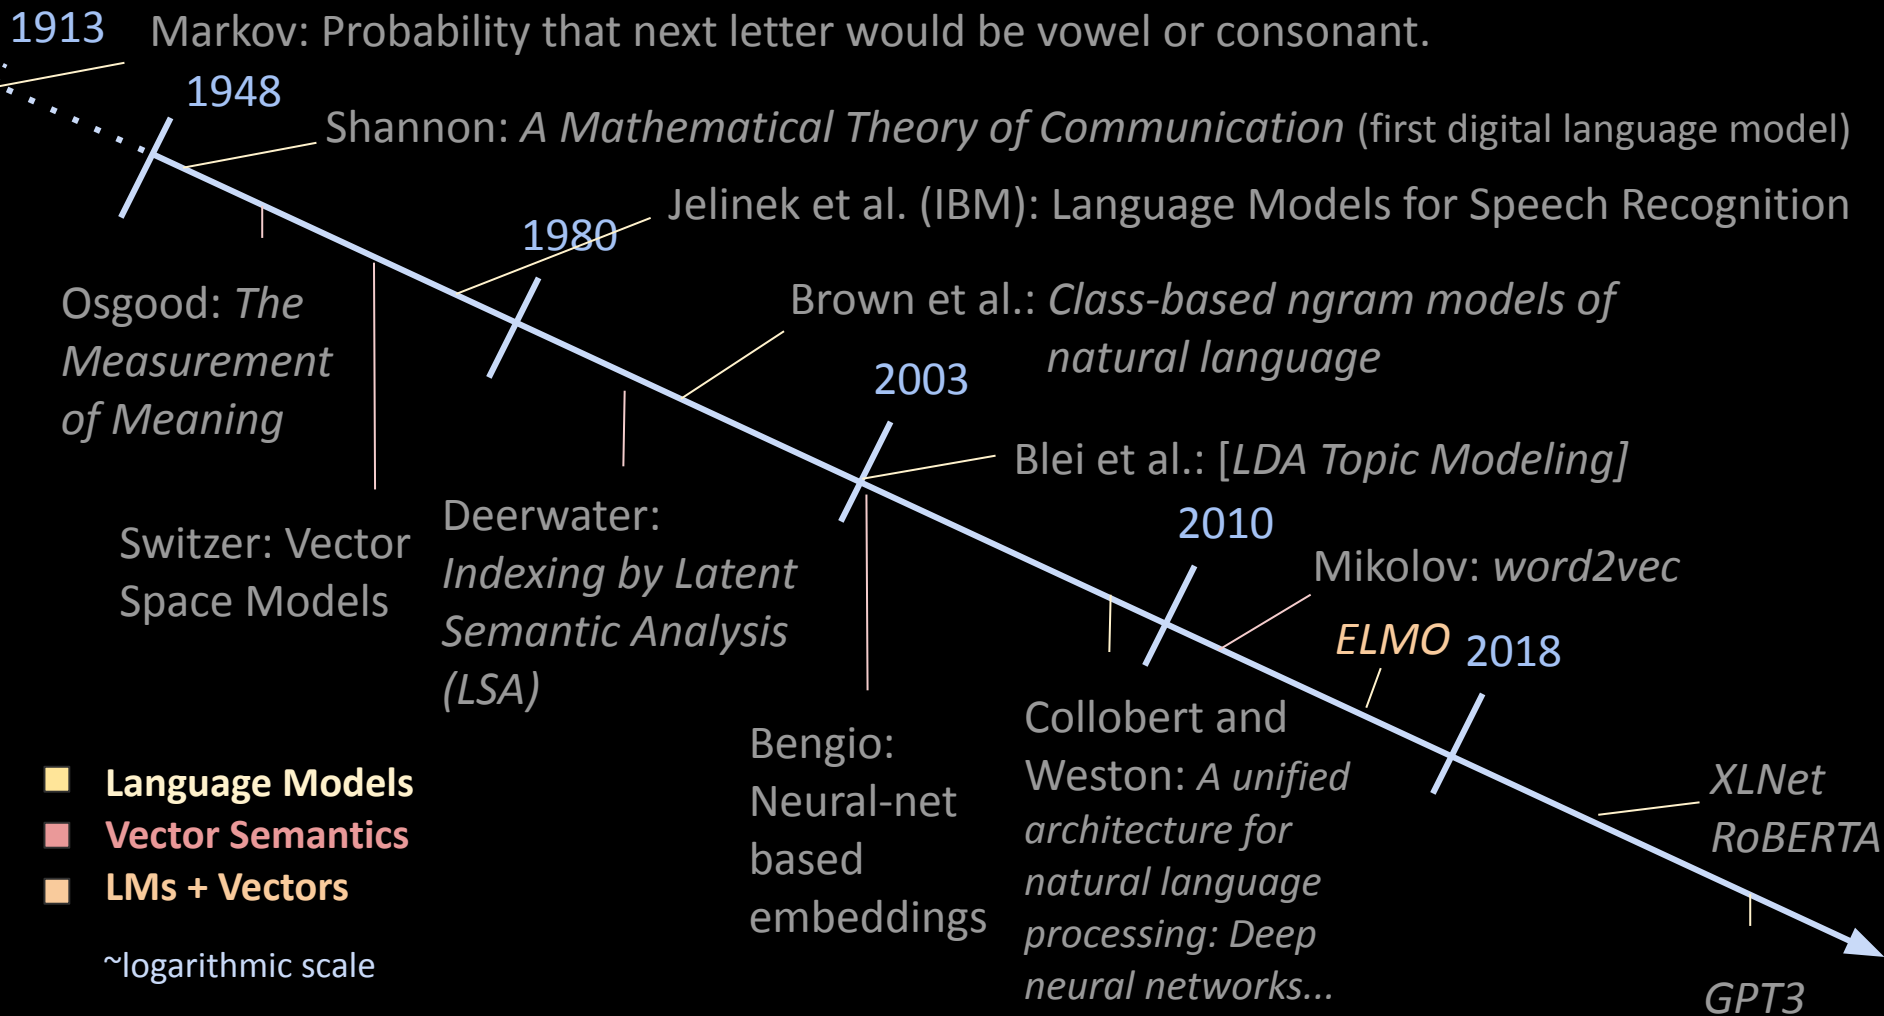 1913
Markov: Probability that next letter would be vowel or consonant.
1948
Shannon: A Mathematical Theory of Communication (first digital language model)
Jelinek et al. (IBM): Language Models for Speech Recognition
1980
Osgood: The
Measurement
of Meaning
Brown et al.: Class-based ngram models of
natural language
2003
Blei et al.: [LDA Topic Modeling]
Switzer: Vector
Space Models
Deerwater:
Indexing by Latent
Semantic Analysis
(LSA)
2010
Mikolov: word2vec
ELMO
2018
Bengio:
Neural-net
based
embeddings
Collobert and
Weston: A unified
architecture for
natural language
processing: Deep
neural networks...
XLNet
RoBERTA
GPT3
Language Models
Vector Semantics
LMs + Vectors
~logarithmic scale